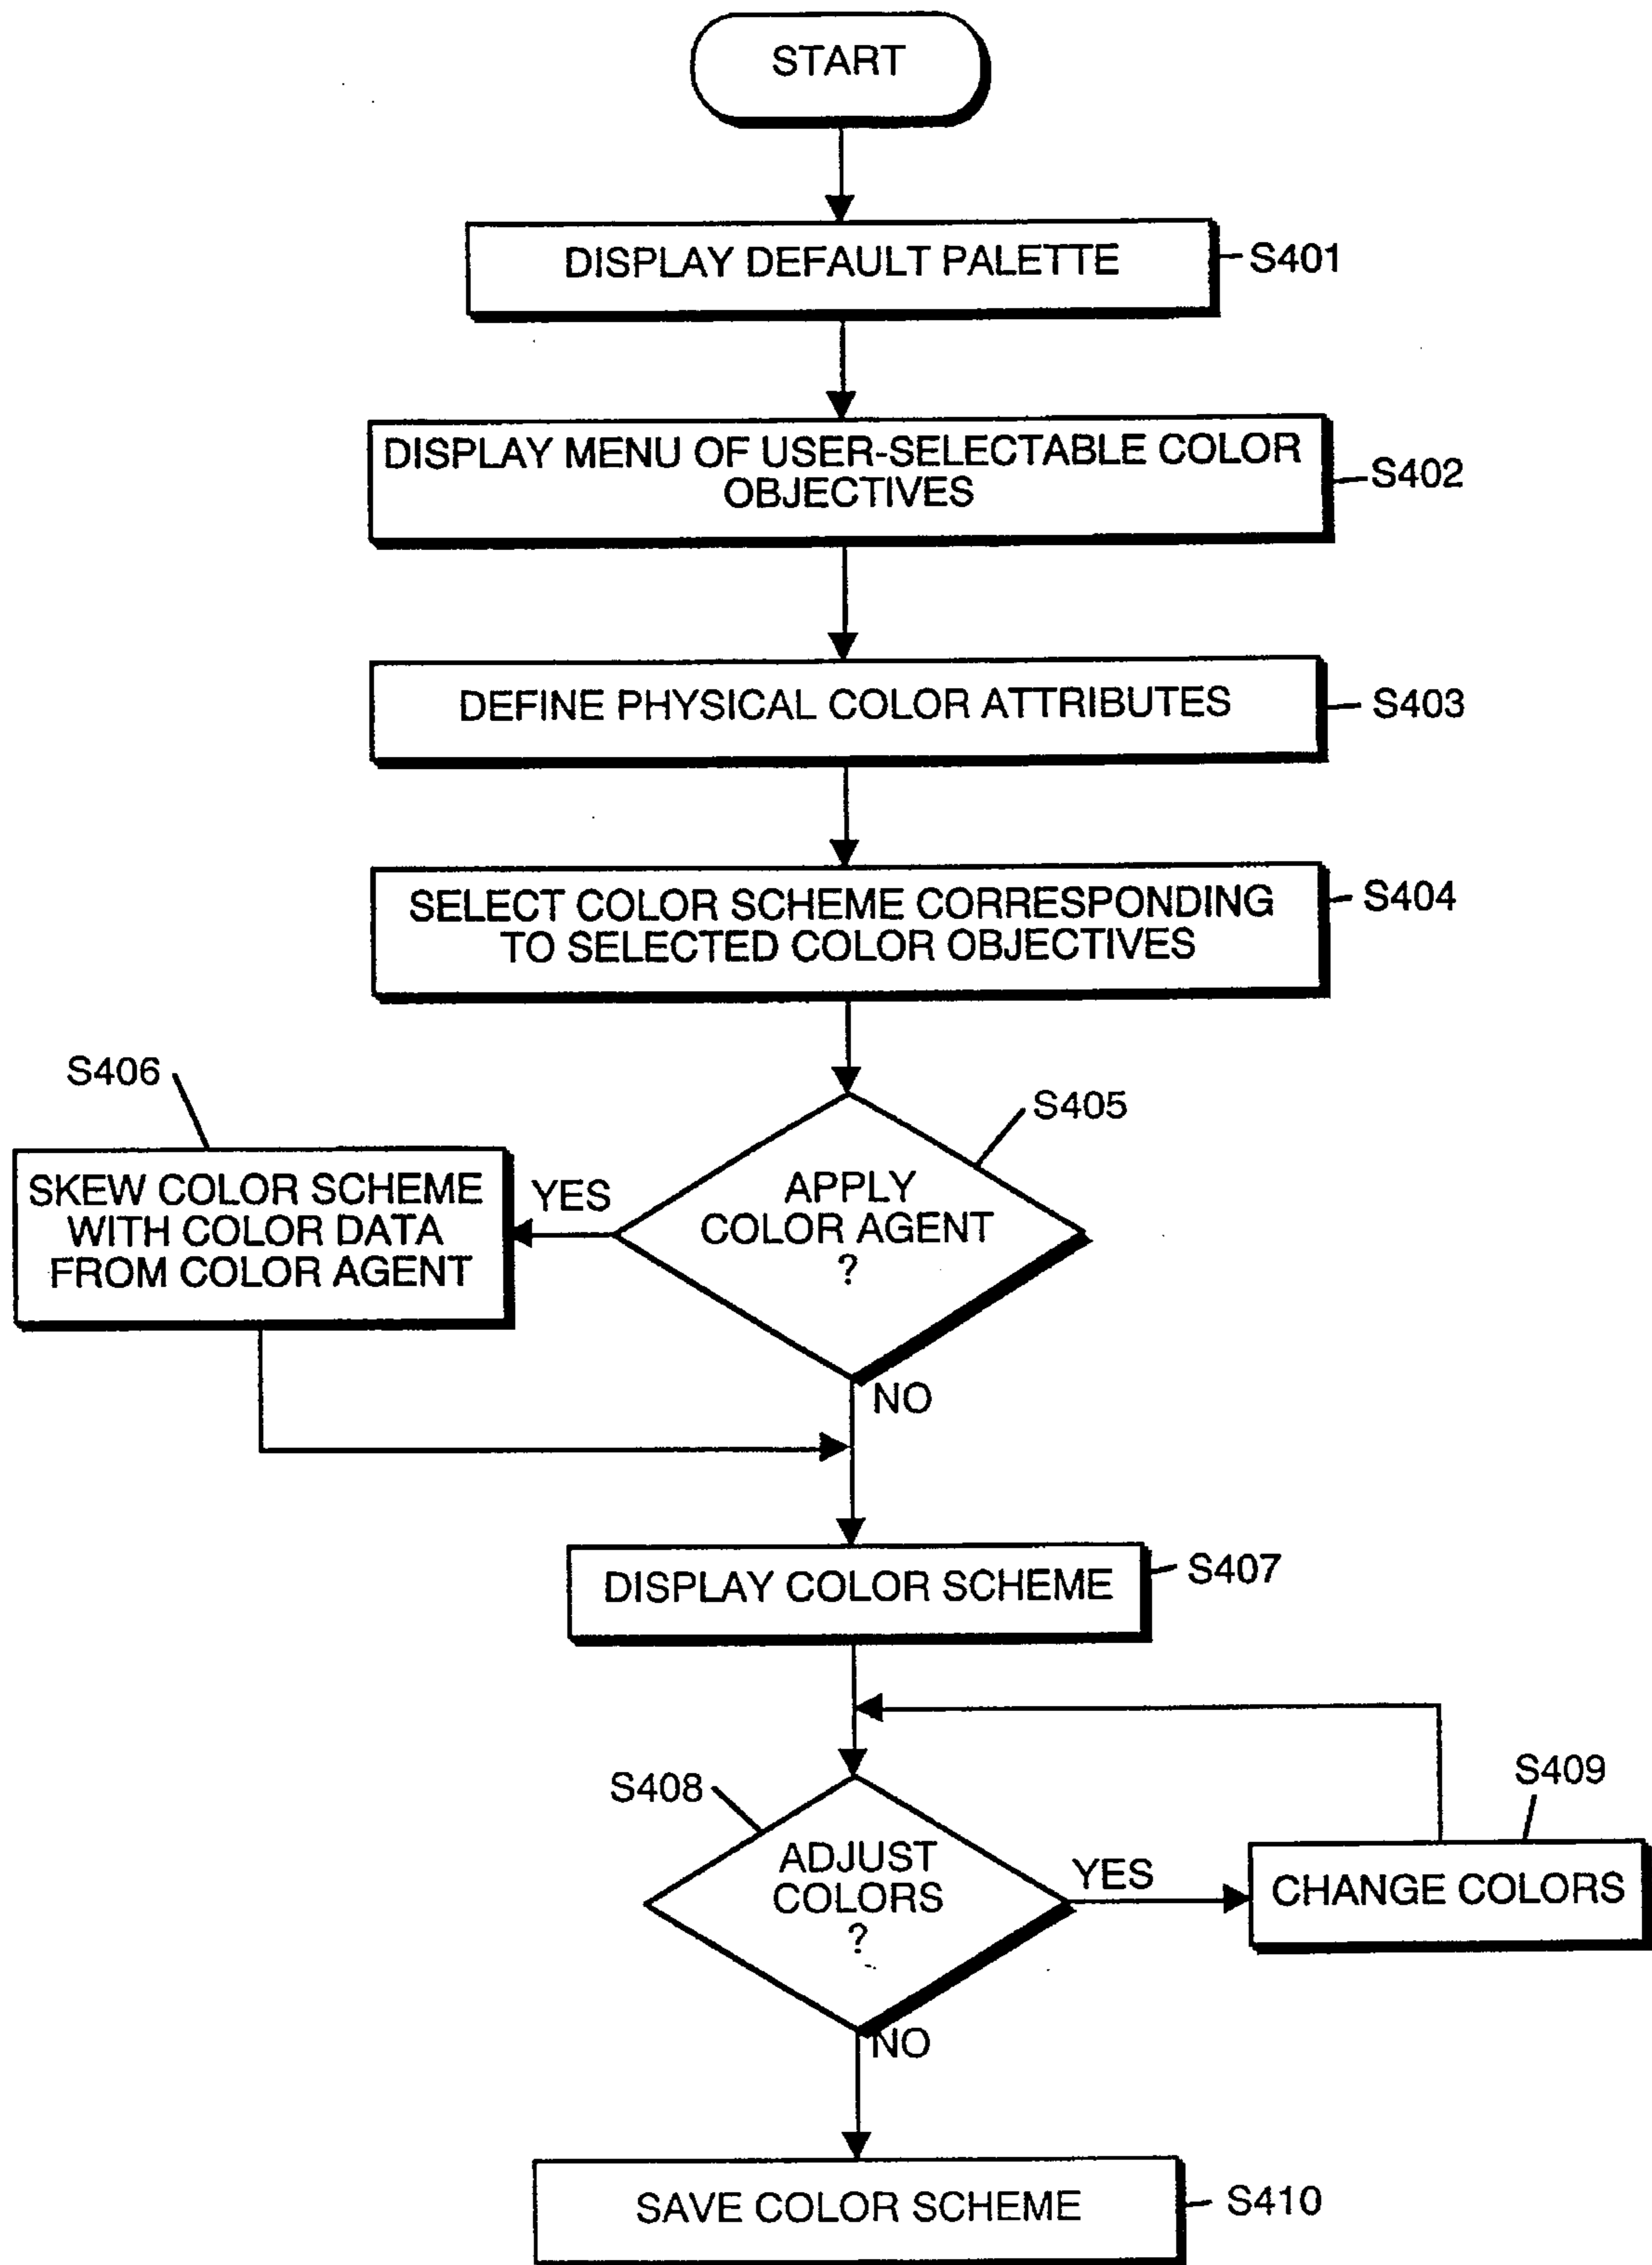 START
DISPLAY DEFAULT PALETTE
S401
DISPLAY MENU OF USER-SELECTABLE COLOR
OBJECTIVES
S402
DEFINE PHYSICAL COLOR ATTRIBUTES
S403
SELECT COLOR SCHEME CORRESPONDING
TO SELECTED COLOR OBJECTIVES
S404
S406
SKEW COLOR SCHEME
WITH COLOR DATA
FROM COLOR AGENT
YES
S405
APPLY
COLOR AGENT
?
NO
DISPLAY COLOR SCHEME
S407
S408
ADJUST
COLORS
?
YES
S409
CHANGE COLORS
NO
SAVE COLOR SCHEME
S410